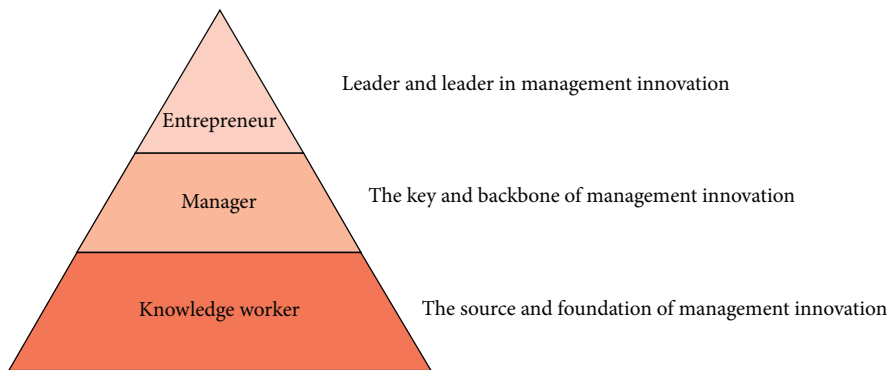 Leader and leader in management innovation
Entrepreneur
Manager
The key and backbone of management innovation
Knowledge worker
The source and foundation of management innovation